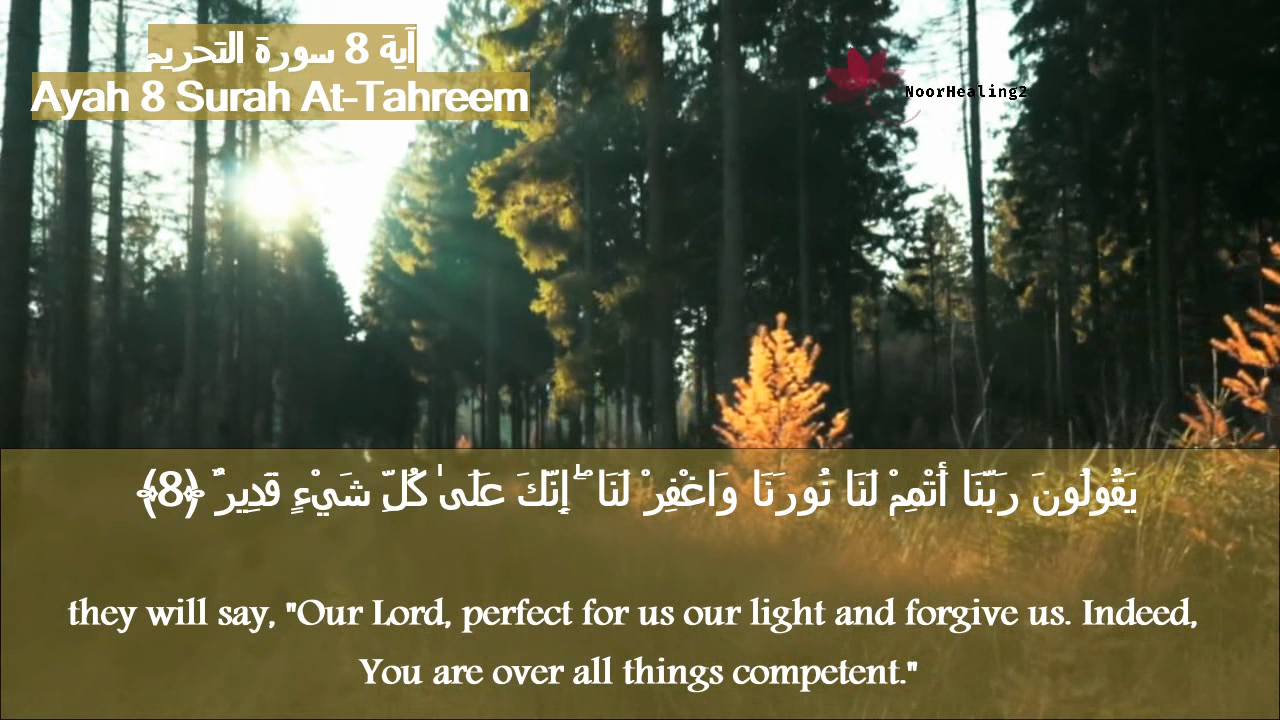 آية 8 سورة التحريم
Ayah 8 Surah At-Tahreem
NoorHealing2
يَقُولُونَ رَبَّنَا أَتْمِمْ لَنَا نُورَنَا وَاغْفِرْ لَنَا ۖ إِنَّكَ عَلَىٰ كُلِّ شَيْءٍ قَدِيرٌ ﴿8﴾
they will say, "Our Lord, perfect for us our light and forgive us. Indeed,
You are over all things competent."